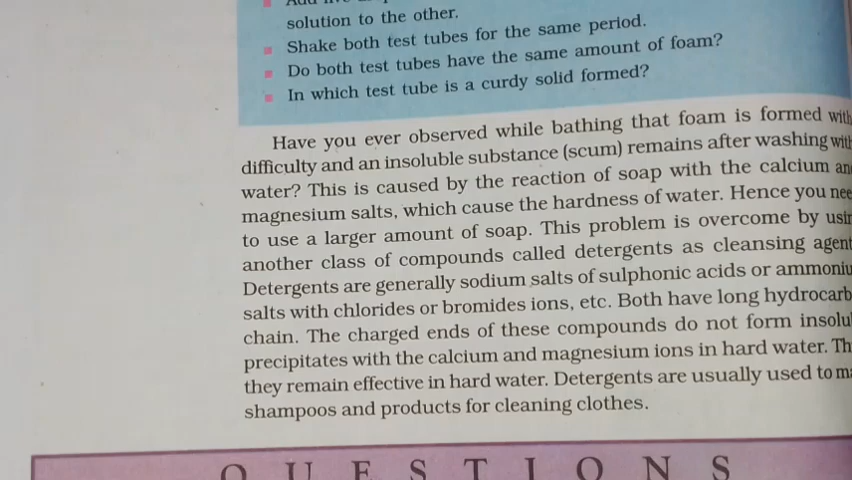 solution to the other.
Shake both test tubes for the same period.
Do both test tubes have the same amount of foam?
In which test tube is a curdy solid formed?
Have you ever observed while bathing that foam is formed with
difficulty and an insoluble substance (scum) remains after washing with
water? This is caused by the reaction of soap with the calcium
magnesium salts, which cause the hardness of water. Hence you
to use a larger amount of soap. This problem is overcome by
another class of compounds called detergents as cleansing
Detergents are generally sodium salts of sulphonic acids or
salts with chlorides or bromides ions, etc. Both have long
chain. The charged ends of these compounds do not form
precipitates with the calcium and magnesium ions in hard water.
they remain effective in hard water. Detergents are usually used to
shampoos and products for cleaning clothes.
QUESTIONS